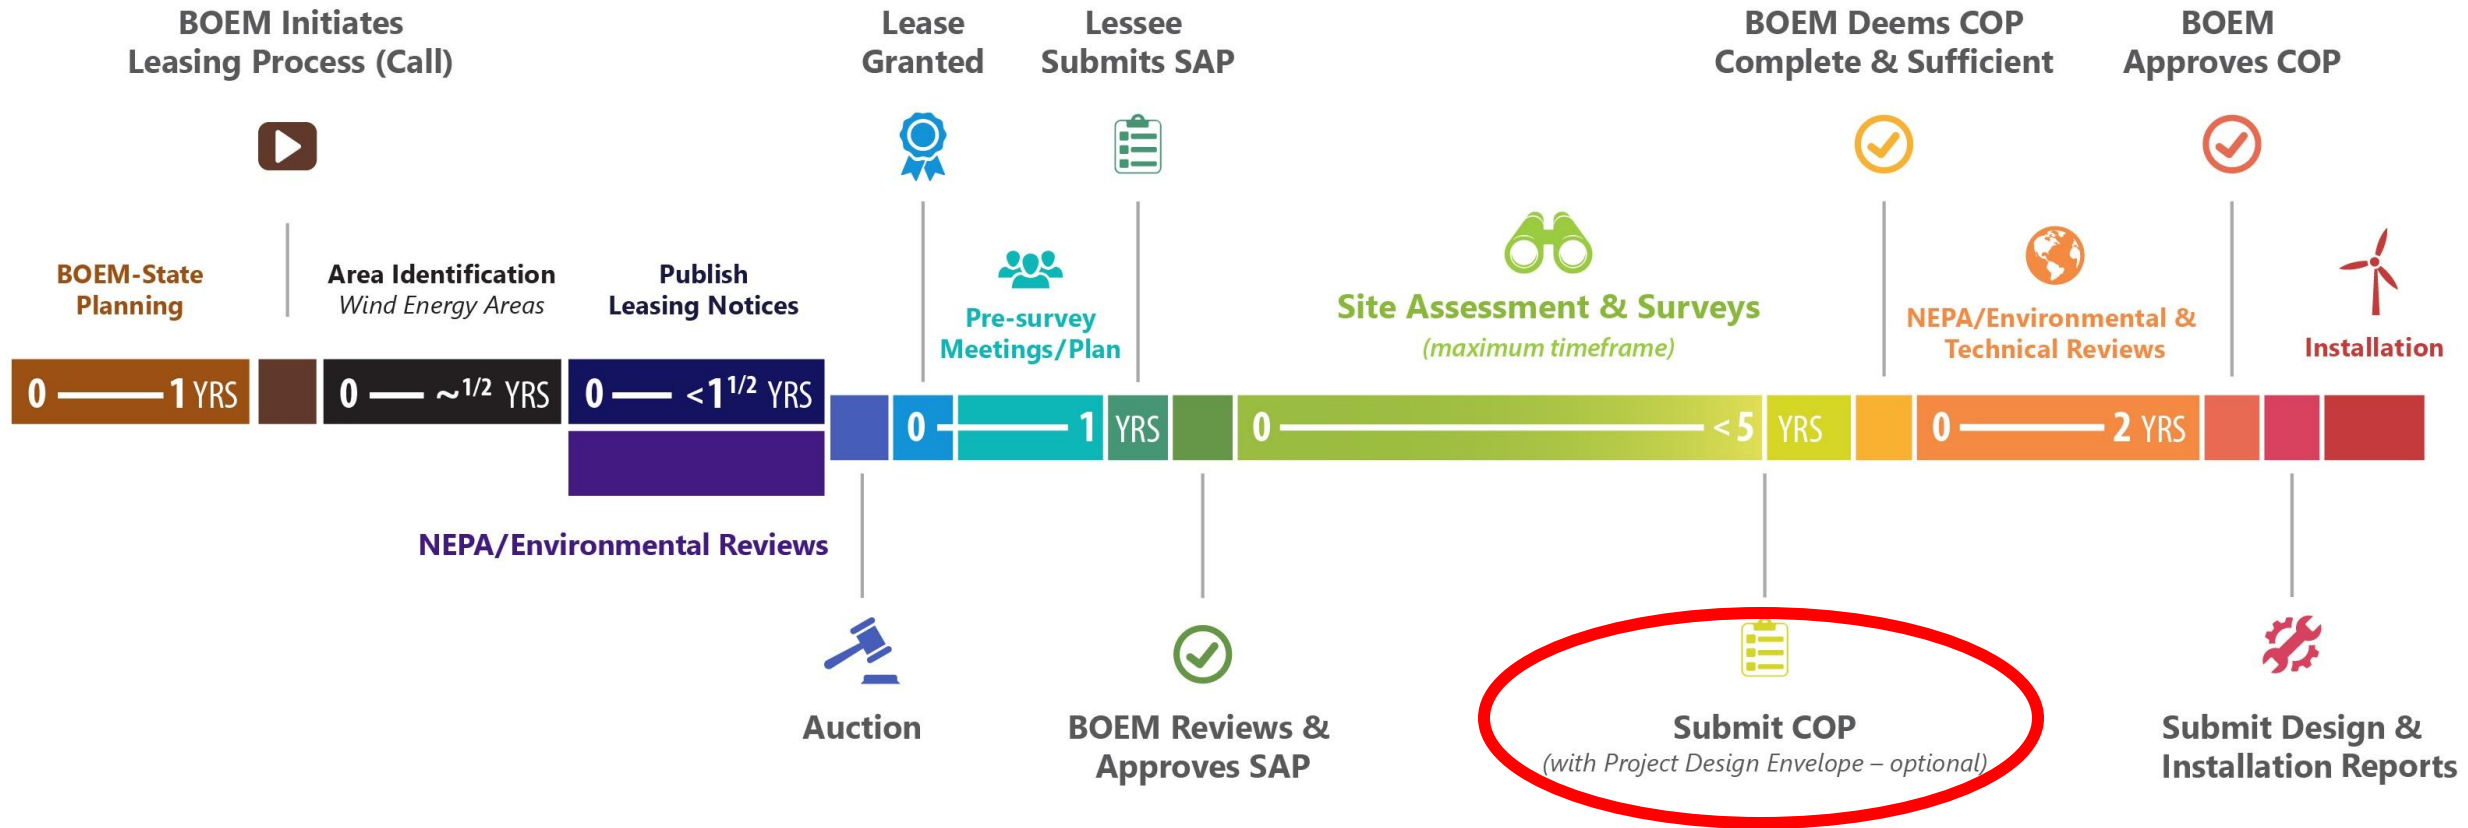 BOEM Initiates
Leasing Process (Call)
Lease
Granted
Lessee
Submits SAP
BOEM Deems COP
Complete & Sufficient
BOEM
Approves COP
BOEM-State
Planning
Area Identification
Wind Energy Areas
Publish
Leasing Notices
Pre-survey
Meetings/Plan
Site Assessment & Surveys
(maximum timeframe)
NEPA/Environmental &
Technical Reviews
Installation
0 — 1 YRS
0 — ~1/2 YRS
0 — <1 1/2 YRS
0 — 1 YRS
0 — <5 YRS
0 — 2 YRS
NEPA/Environmental Reviews
Auction
BOEM Reviews &
Approves SAP
Submit COP
(with Project Design Envelope – optional)
Submit Design &
Installation Reports